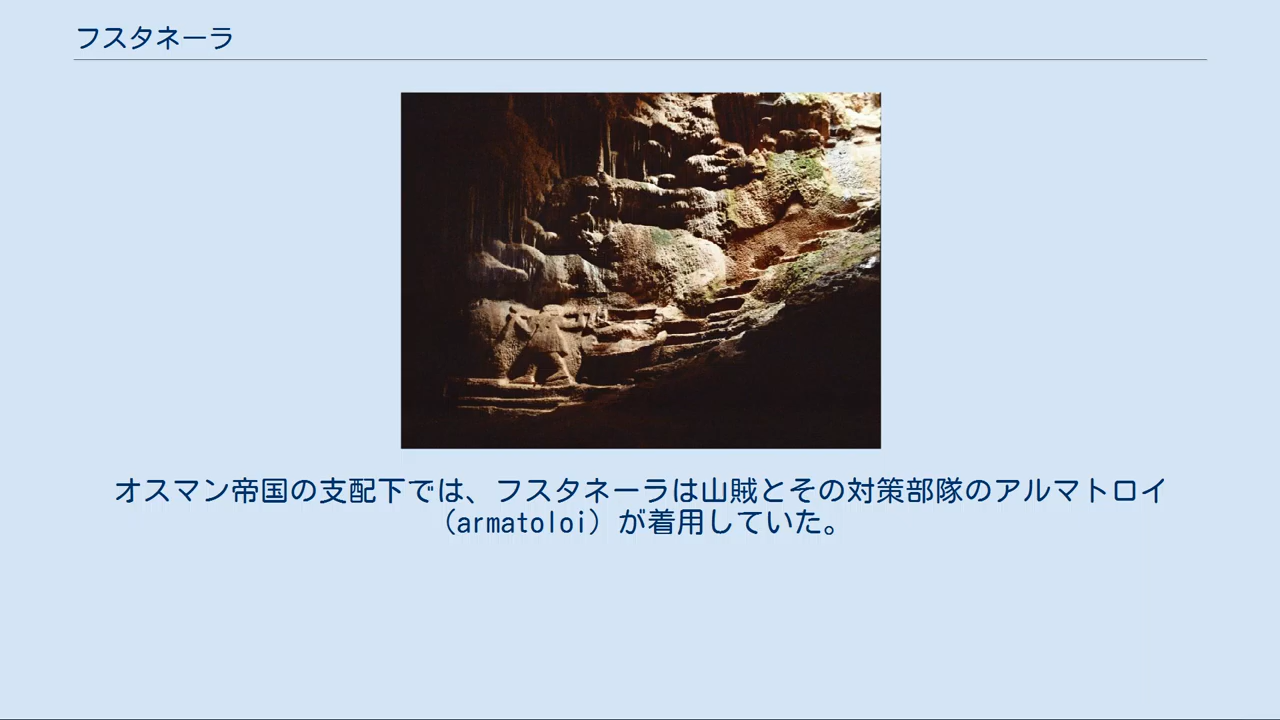 フスタネーラ
オスマン帝国の支配下では、フスタネーラは山賊とその対策部隊のアルマトロイ
（armatoloi）が着用していた。